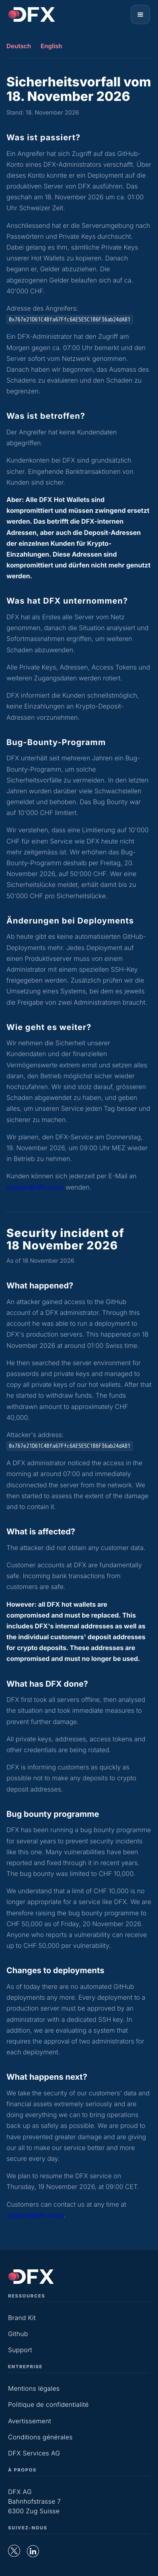 DFX
Deutsch English
Sicherheitsvorfall vom
18. November 2026
Stand: 18. November 2026
Was ist passiert?
Ein Angreifer hat sich Zugriff auf das GitHub-
Konto eines DFX-Administrators verschafft. Über
dieses Konto konnte er ein Deployment auf den
produktiven Server von DFX ausführen. Das
geschah am 18. November 2026 um ca. 01:00
Uhr Schweizer Zeit.
Anschliessend hat er die Serverumgebung nach
Passwörtern und Private Keys durchsucht.
Dabei gelang es ihm, sämtliche Private Keys
unserer Hot Wallets zu kopieren. Danach
begann er, Gelder abzuziehen. Die
abgezogenen Gelder belaufen sich auf ca.
40'000 CHF.
Adresse des Angreifers:
Ein DFX-Administrator hat den Zugriff am
Morgen gegen ca. 07:00 Uhr bemerkt und den
Server sofort vom Netzwerk genommen.
Danach haben wir begonnen, das Ausmass des
Schadens zu evaluieren und den Schaden zu
begrenzen.
Was ist betroffen?
Der Angreifer hat keine Kundendaten
abgegriffen.
Kundenkonten bei DFX sind grundsätzlich
sicher. Eingehende Banktransaktionen von
Kunden sind sicher.
Aber: Alle DFX Hot Wallets sind
kompromittiert und müssen zwingend ersetzt
werden. Das betrifft die DFX-internen
Adressen, aber auch die Deposit-Adressen
der einzelnen Kunden für Krypto-
Einzahlungen. Diese Adressen sind
kompromittiert und dürfen nicht mehr genutzt
werden.
Was hat DFX unternommen?
DFX hat als Erstes alle Server vom Netz
genommen, danach die Situation analysiert und
Sofortmassnahmen ergriffen, um weiteren
Schaden abzuwenden.
Alle Private Keys, Adressen, Access Tokens und
weiteren Zugangsdaten werden rotiert.
DFX informiert die Kunden schnellstmöglich,
keine Einzahlungen an Krypto-Deposit-
Adressen vorzunehmen.
Bug-Bounty-Programm
DFX unterhält seit mehreren Jahren ein Bug-
Bounty-Programm, um solche
Sicherheitsvorfälle zu vermeiden. In den letzten
Jahren wurden darüber viele Schwachstellen
gemeldet und behoben. Das Bug Bounty war
auf 10'000 CHF limitiert.
Wir verstehen, dass eine Limitierung auf 10'000
CHF für einen Service wie DFX heute nicht
mehr zeitgemäss ist. Wir erhöhen das Bug-
Bounty-Programm deshalb per Freitag, 20.
November 2026, auf 50'000 CHF. Wer eine
Sicherheitslücke meldet, erhält damit bis zu
50'000 CHF pro Sicherheitslücke.
Änderungen bei Deployments
Ab heute gibt es keine automatisierten GitHub-
Deployments mehr. Jedes Deployment auf
einen Produktivserver muss von einem
Administrator mit einem speziellen SSH-Key
freigegeben werden. Zusätzlich prüfen wir die
Umsetzung eines Systems, bei dem es jeweils
die Freigabe von zwei Administratoren braucht.
Wie geht es weiter?
Wir nehmen die Sicherheit unserer
Kundendaten und der finanziellen
Vermögenswerte extrem ernst und setzen alles
daran, den Betrieb möglichst sicher wieder
hochzufahren. Wir sind stolz darauf, grösseren
Schaden abgewendet zu haben, und geben
alles, um unseren Service jeden Tag besser und
sicherer zu machen.
Wir planen, den DFX-Service am Donnerstag,
19. November 2026, um 09:00 Uhr MEZ wieder
in Betrieb zu nehmen.
Kunden können sich jederzeit per E-Mail an
wenden.
Security incident of
18 November 2026
As of 18 November 2026
What happened?
An attacker gained access to the GitHub
account of a DFX administrator. Through this
account he was able to run a deployment to
DFX's production servers. This happened on 18
November 2026 at around 01:00 Swiss time.
He then searched the server environment for
passwords and private keys and managed to
copy all private keys of our hot wallets. After
that he started to withdraw funds. The funds
withdrawn amount to approximately CHF
40,000.
Attacker's address:
A DFX administrator noticed the access in the
morning at around 07:00 and immediately
disconnected the server from the network. We
then started to assess the extent of the damage
and to contain it.
What is affected?
The attacker did not obtain any customer data.
Customer accounts at DFX are fundamentally
safe. Incoming bank transactions from
customers are safe.
However: all DFX hot wallets are
compromised and must be replaced. This
includes DFX's internal addresses as well as
the individual customers' deposit addresses
for crypto deposits. These addresses are
compromised and must no longer be used.
What has DFX done?
DFX first took all servers offline, then analysed
the situation and took immediate measures to
prevent further damage.
All private keys, addresses, access tokens and
other credentials are being rotated.
DFX is informing customers as quickly as
possible not to make any deposits to crypto
deposit addresses.
Bug bounty programme
DFX has been running a bug bounty programme
for several years to prevent security incidents
like this one. Many vulnerabilities have been
reported and fixed through it in recent years.
The bug bounty was limited to CHF 10,000.
We understand that a limit of CHF 10,000 is no
longer appropriate for a service like DFX. We are
therefore raising the bug bounty programme to
CHF 50,000 as of Friday, 20 November 2026.
Anyone who reports a vulnerability can receive
up to CHF 50,000 per vulnerability.
Changes to deployments
As of today there are no automated GitHub
deployments any more. Every deployment to a
production server must be approved by an
administrator with a dedicated SSH key. In
addition, we are evaluating a system that
requires the approval of two administrators for
each deployment.
What happens next?
We take the security of our customers' data and
financial assets extremely seriously and are
doing everything we can to bring operations
back up as safely as possible. We are proud to
have prevented greater damage and are giving
our all to make our service better and more
secure every day.
We plan to resume the DFX service on
Thursday, 19 November 2026, at 09:00 CET.
Customers can contact us at any time at
DFX
RESSOURCES
Brand Kit
Github
Support
ENTREPRISE
Mentions légales
Politique de confidentialité
Avertissement
Conditions générales
DFX Services AG
À PROPOS
DFX AG
Bahnhofstrasse 7
6300 Zug Suisse
SUIVEZ-NOUS